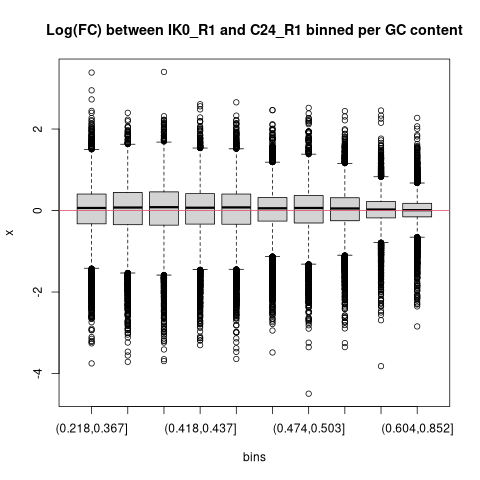 Log(FC) between IK0_R1 and C24_R1 binned per GC content
x
2
0
-2
-4
(0.218,0.367]
(0.418,0.437]
(0.474,0.503]
(0.604,0.852]
bins